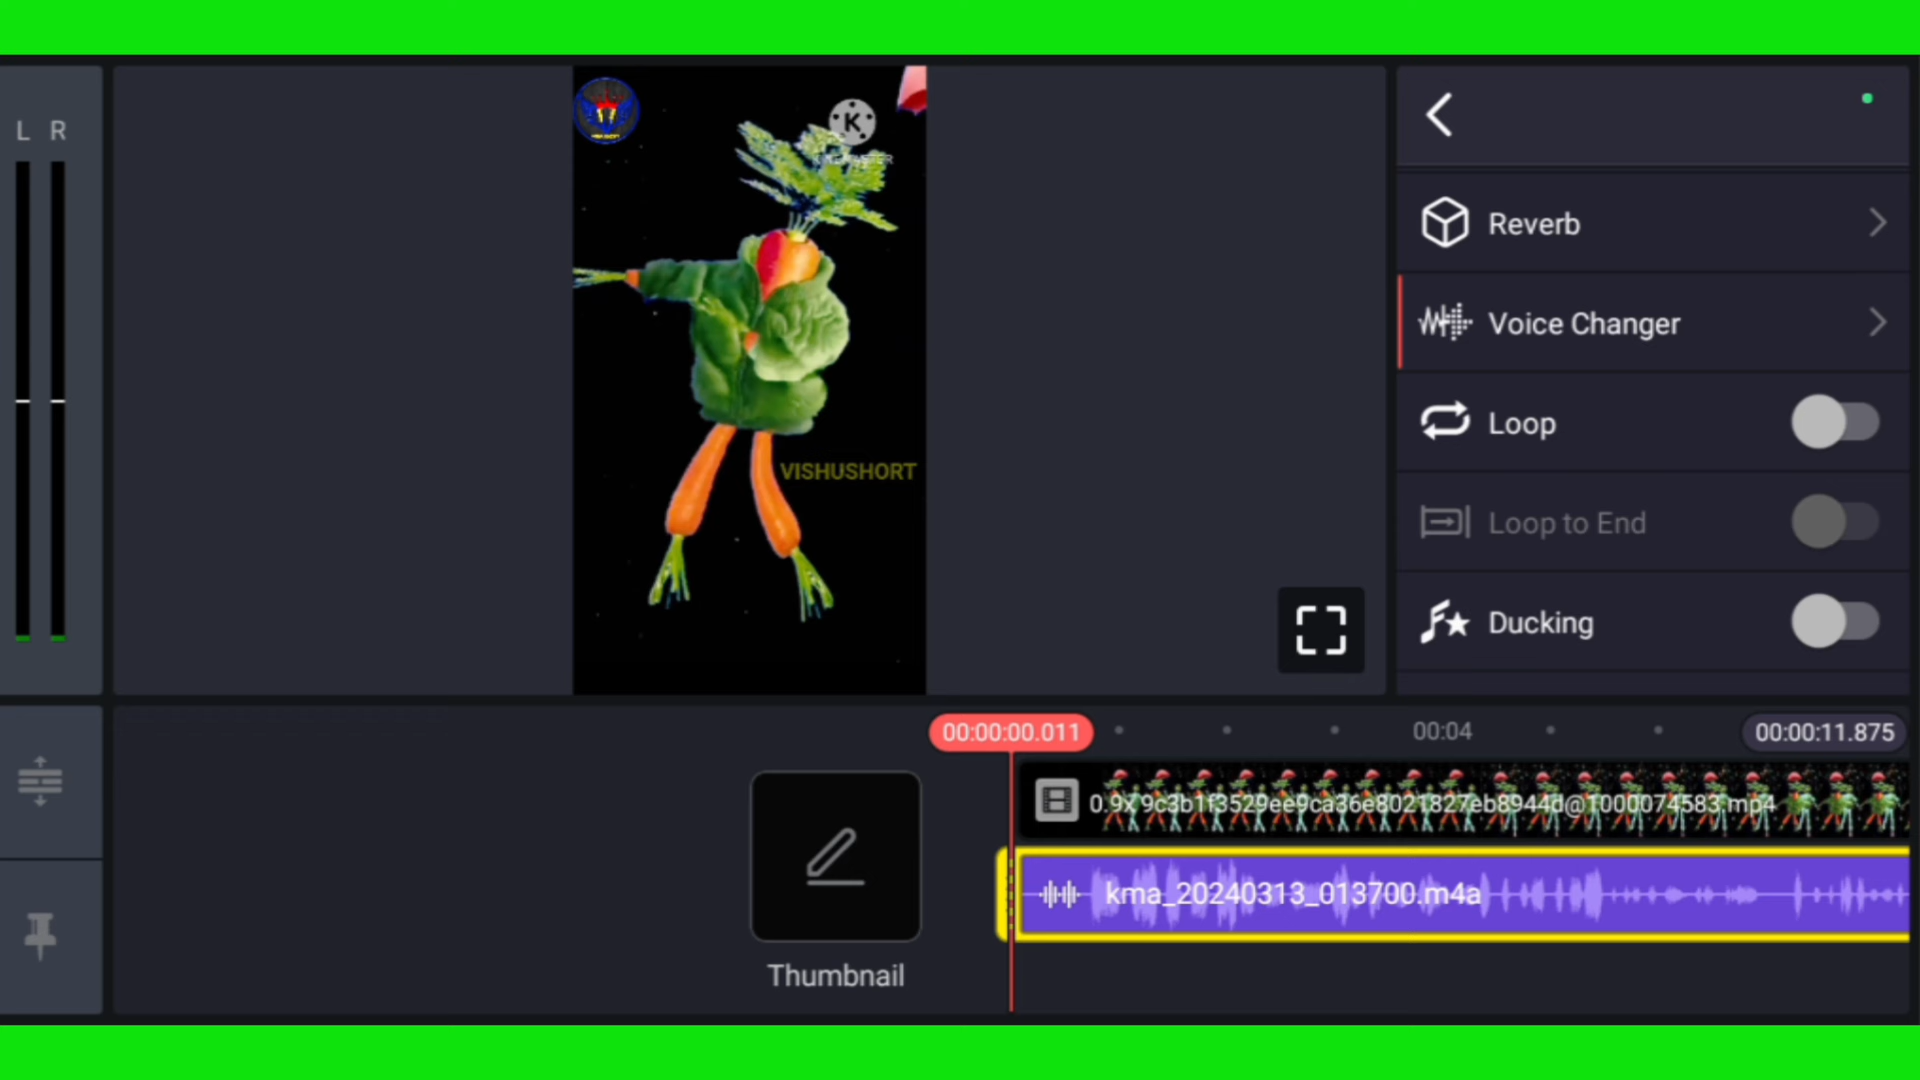 L R
K
KINEMASTER
VISHUSHORT
Reverb
Voice Changer
Loop
Loop to End
Ducking
00:00:00.011
00:04
00:00:11.875
0.9x 9c3b1f3529ee9ca36e8021827eb8944d@1000074583.mp4
kma_20240313_013700.m4a
Thumbnail